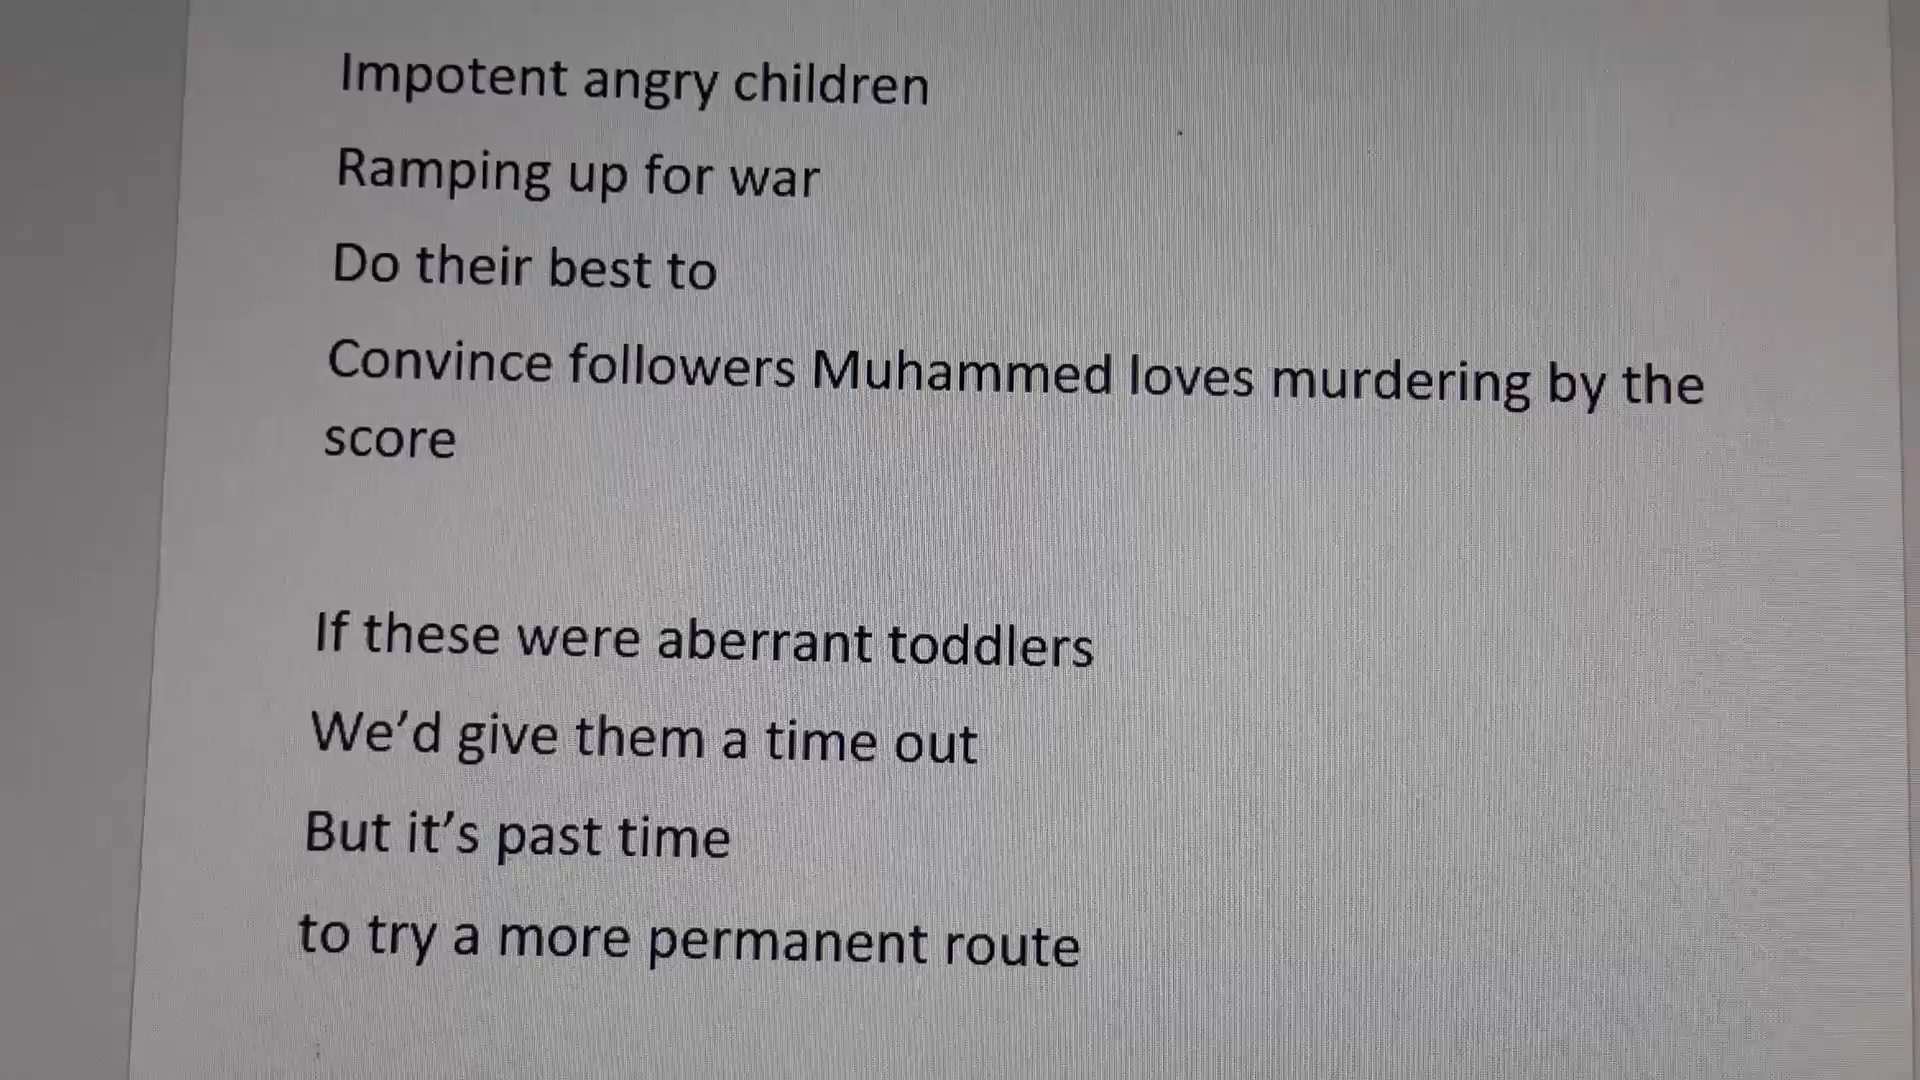 Impotent angry children
Ramping up for war
Do their best to
Convince followers Muhammed loves murdering by the
score
If these were aberrant toddlers
We'd give them a time out
But it's past time
to try a more permanent route